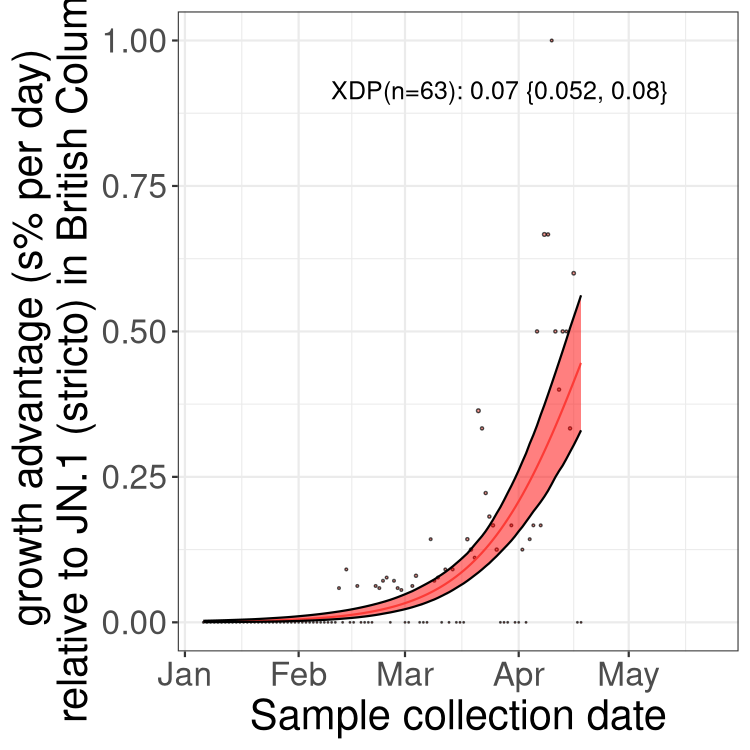 growth advantage (s% per day)
relative to JN.1 (stricto) in British Colum
1.00
0.75
0.50
0.25
0.00
XDP(n=63): 0.07 {0.052, 0.08}
Jan Feb Mar Apr May
Sample collection date